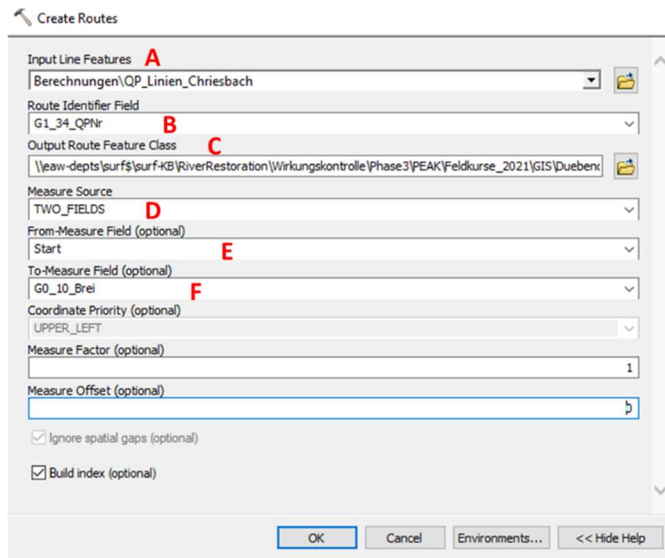 Create Routes
Input Line Features A
Berechnungen\QP_Linien_Chriesbach
Route Identifier Field
G1_34_QPNr B
Output Route Feature Class C
\\eaw-depts\surf$\surf-KB\RiverRestoration\Wirkungskontrolle\Phase3\PEAK\Feldkurse_2021\GIS\Duebend
Measure Source
TWO_FIELDS D
From-Measure Field (optional)
Start E
To-Measure Field (optional)
G0_10_Brei F
Coordinate Priority (optional)
UPPER_LEFT
Measure Factor (optional)
1
Measure Offset (optional)
0
Ignore spatial gaps (optional)
Build index (optional)
OK Cancel Environments... << Hide Help